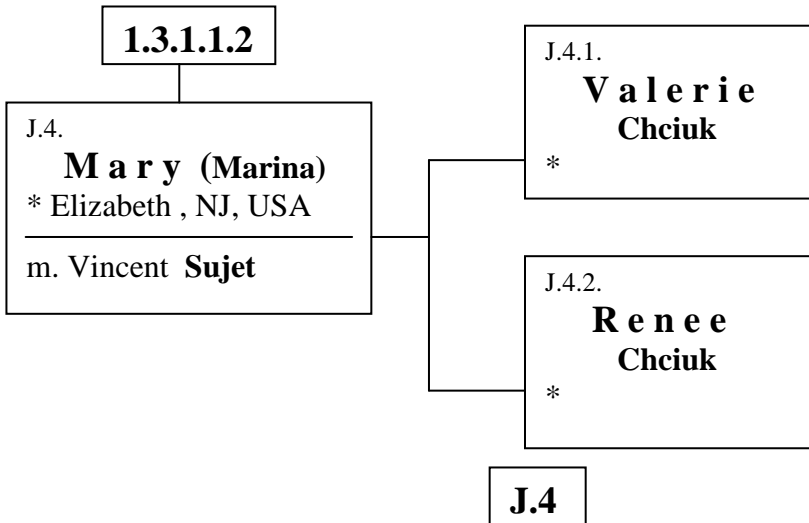 1.3.1.1.2
J.4.
M a r y (Marina)
* Elizabeth , NJ, USA
m. Vincent Sujet
J.4.1.
V a l e r i e
Chciuk
*
J.4.2.
R e n e e
Chciuk
*
J.4